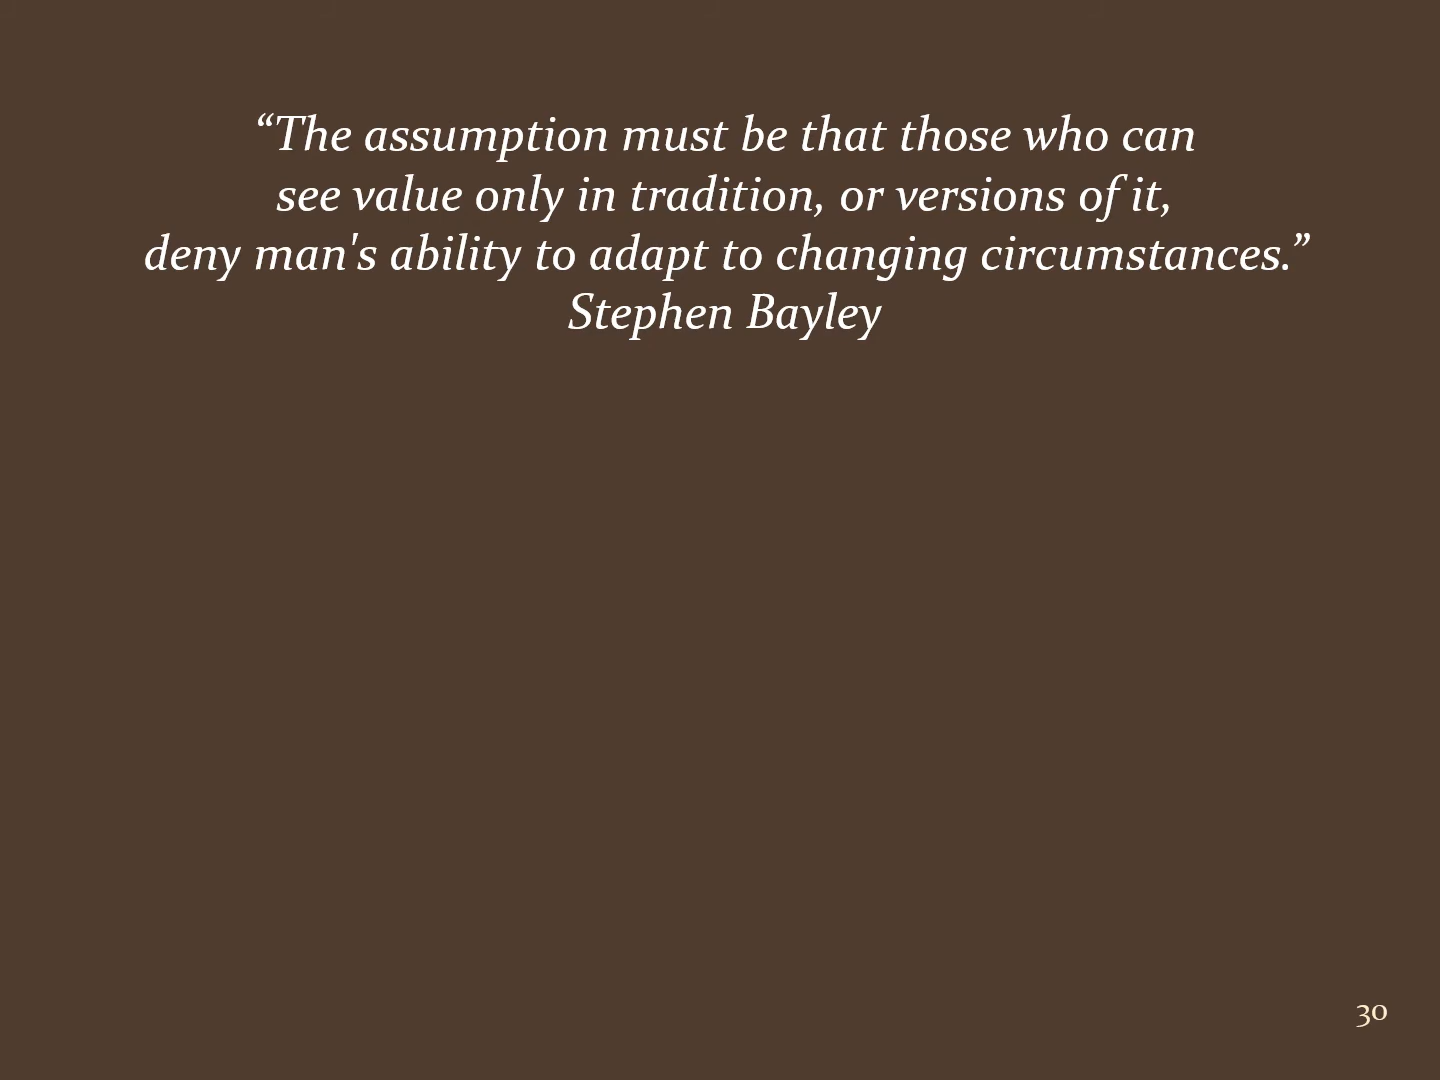 “The assumption must be that those who can
see value only in tradition, or versions of it,
deny man's ability to adapt to changing circumstances.”
Stephen Bayley
30